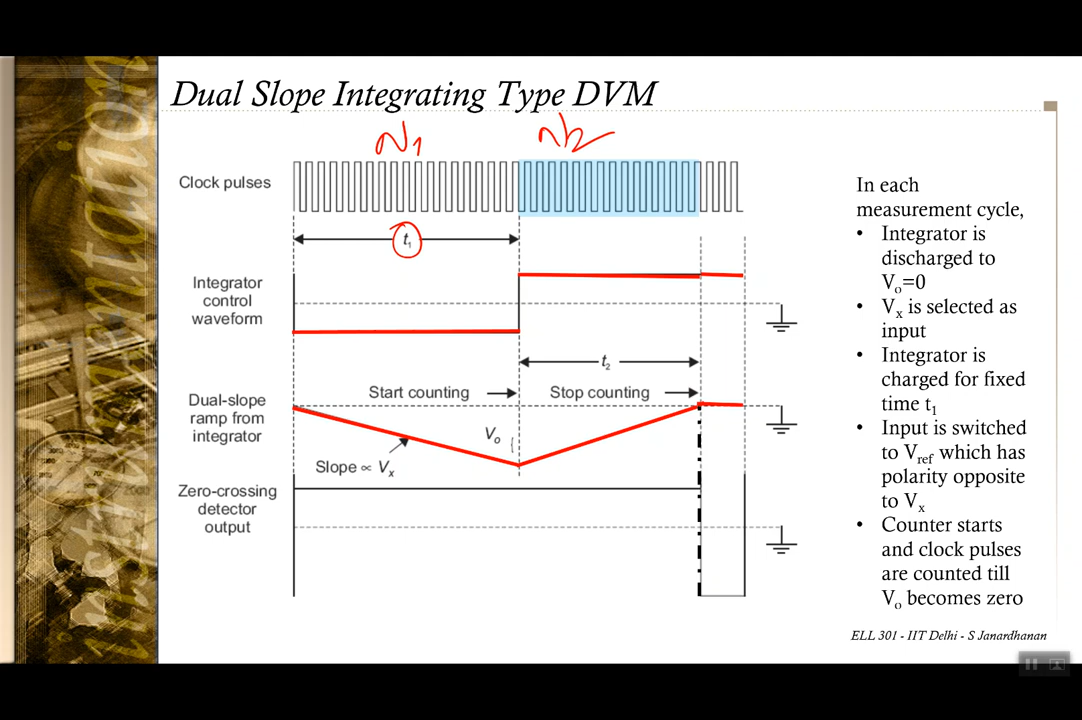 Dual Slope Integrating Type DVM
N1
N2
Clock pulses
t1
Integrator
control
waveform
t2
Start counting
Stop counting
Dual-slope
ramp from
integrator
Vo
Slope ∝ Vx
Zero-crossing
detector
output
In each
measurement cycle,
• Integrator is
discharged to
Vo=0
• Vx is selected as
input
• Integrator is
charged for fixed
time t1
• Input is switched
to Vref which has
polarity opposite
to Vx
• Counter starts
and clock pulses
are counted till
Vo becomes zero
ELL 301 - IIT Delhi - S Janardhanan
instrumentation